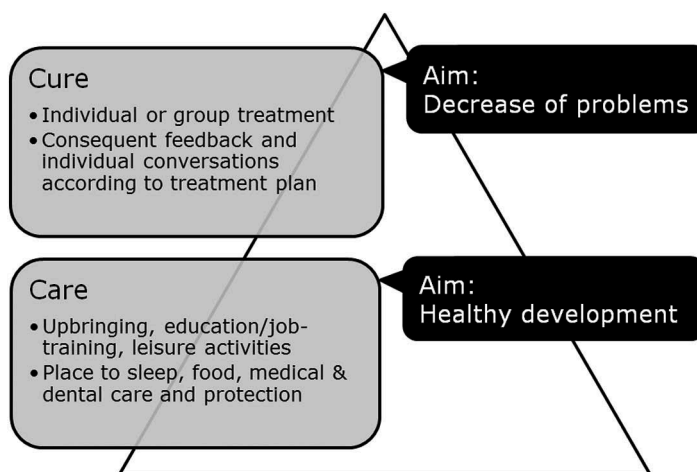 Cure
• Individual or group treatment
• Consequent feedback and
individual conversations
according to treatment plan
Aim:
Decrease of problems
Care
• Upbringing, education/job-
training, leisure activities
• Place to sleep, food, medical &
dental care and protection
Aim:
Healthy development